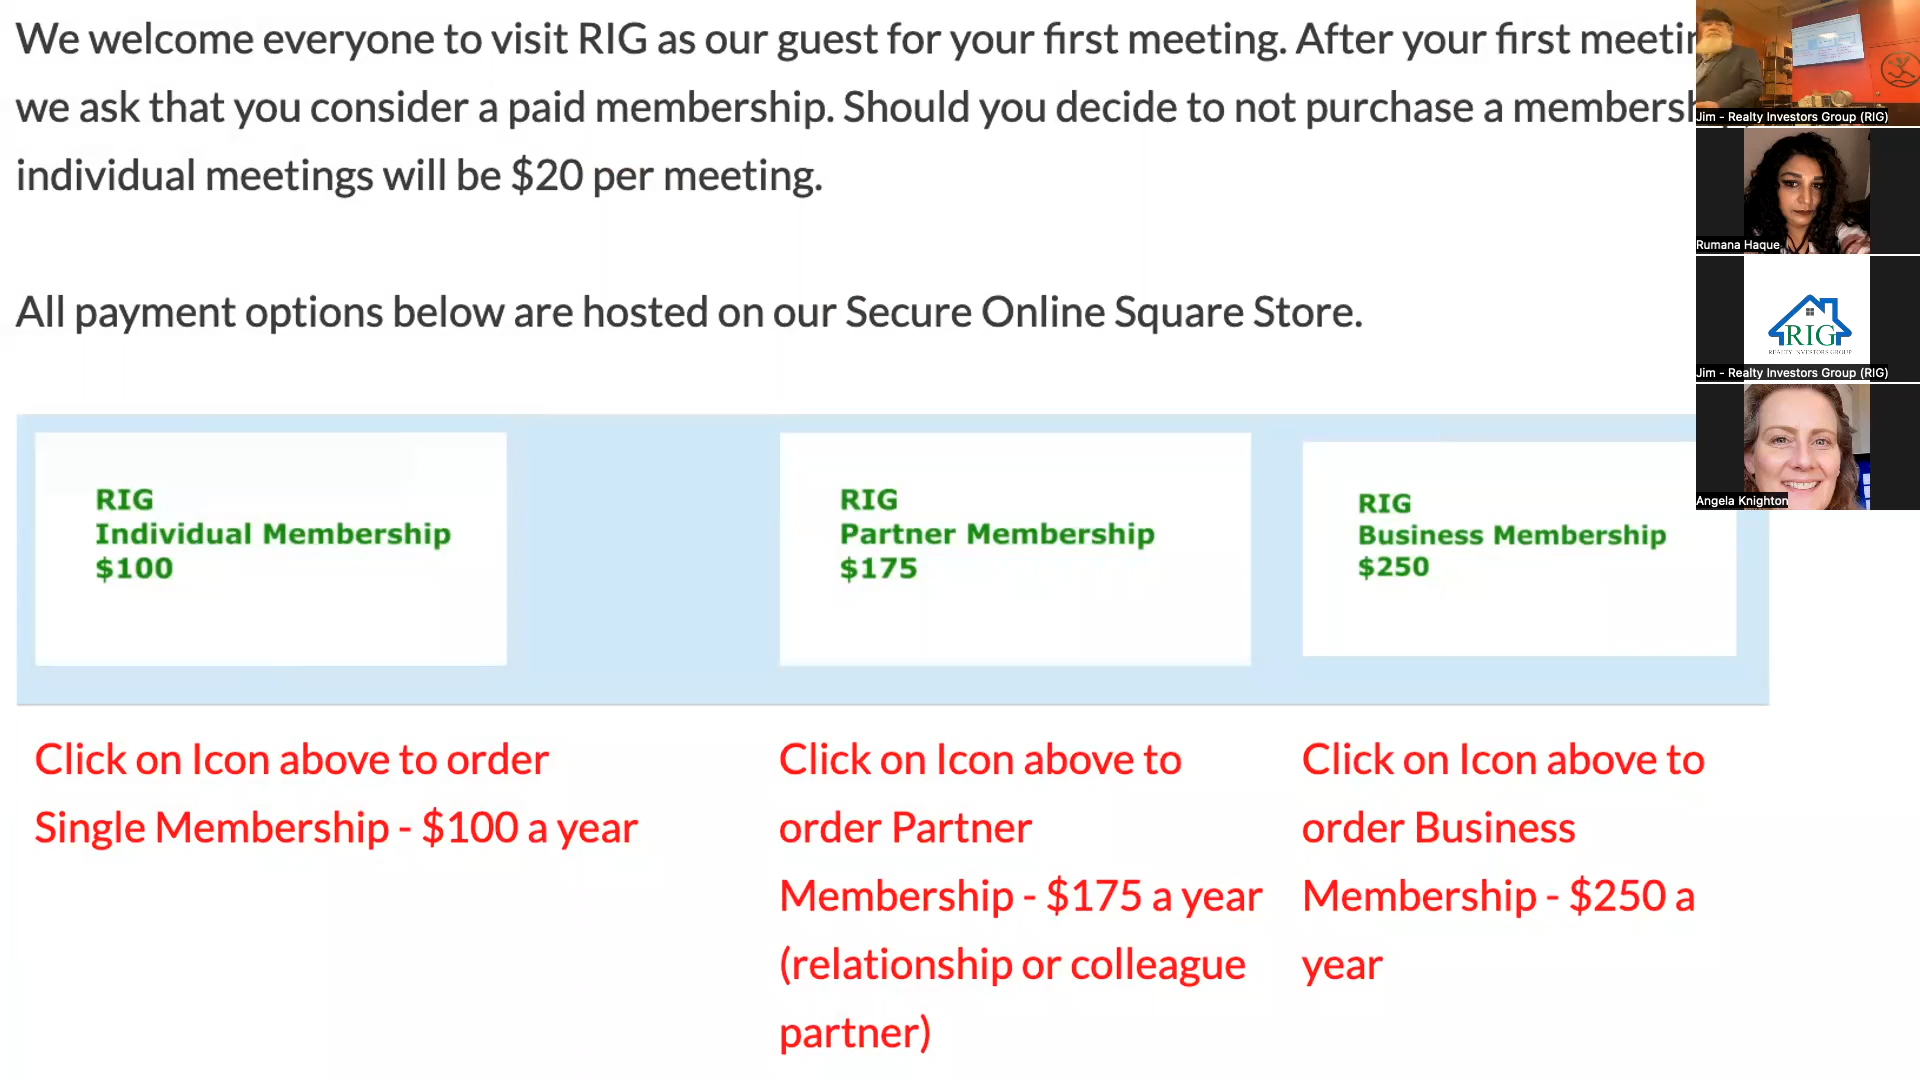 We welcome everyone to visit RIG as our guest for your first meeting. After your first
we ask that you consider a paid membership. Should you decide to not purchase a
individual meetings will be $20 per meeting.
All payment options below are hosted on our Secure Online Square Store.
RIG
Individual Membership
$100
RIG
Partner Membership
$175
RIG
Business Membership
$250
Click on Icon above to order
Single Membership - $100 a year
Click on Icon above to
order Partner
Membership - $175 a year
(relationship or colleague
partner)
Click on Icon above to
order Business
Membership - $250 a
year
Jim - Realty Investors Group (RIG)
Rumana Haque
RIG
REALTY INVESTORS GROUP
Jim - Realty Investors Group (RIG)
Angela Knighton